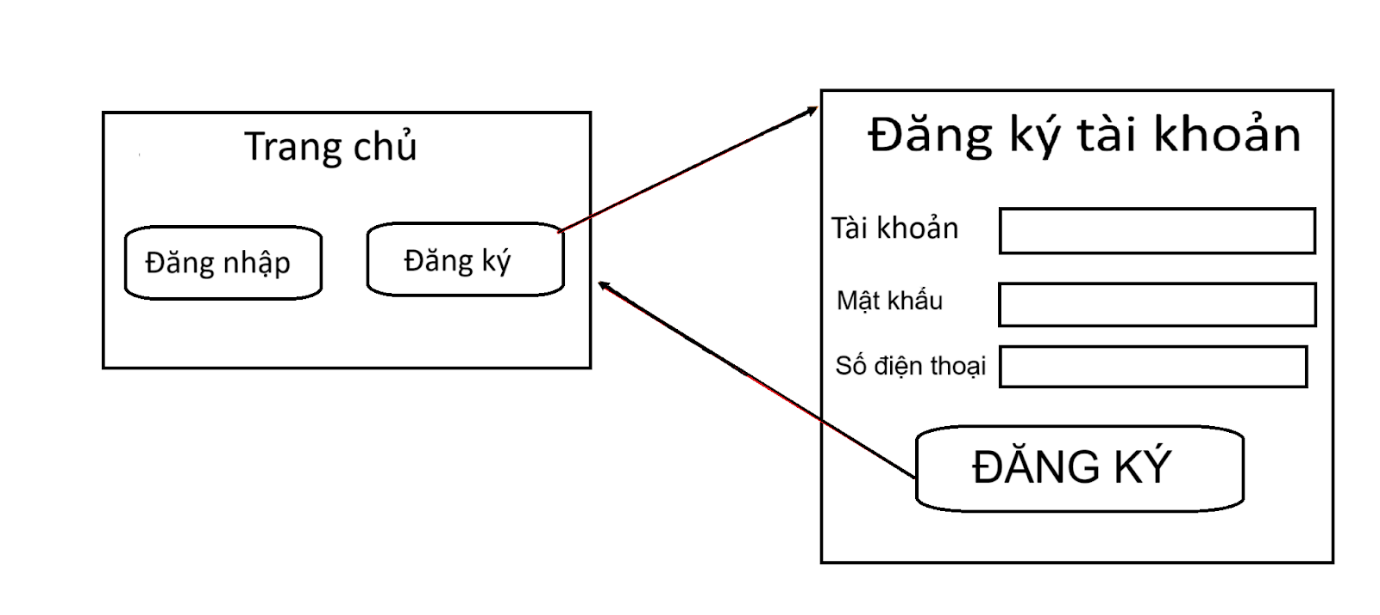 Trang chủ
Đăng nhập
Đăng ký
Đăng ký tài khoản
Tài khoản
Mật khẩu
Số điện thoại
ĐĂNG KÝ